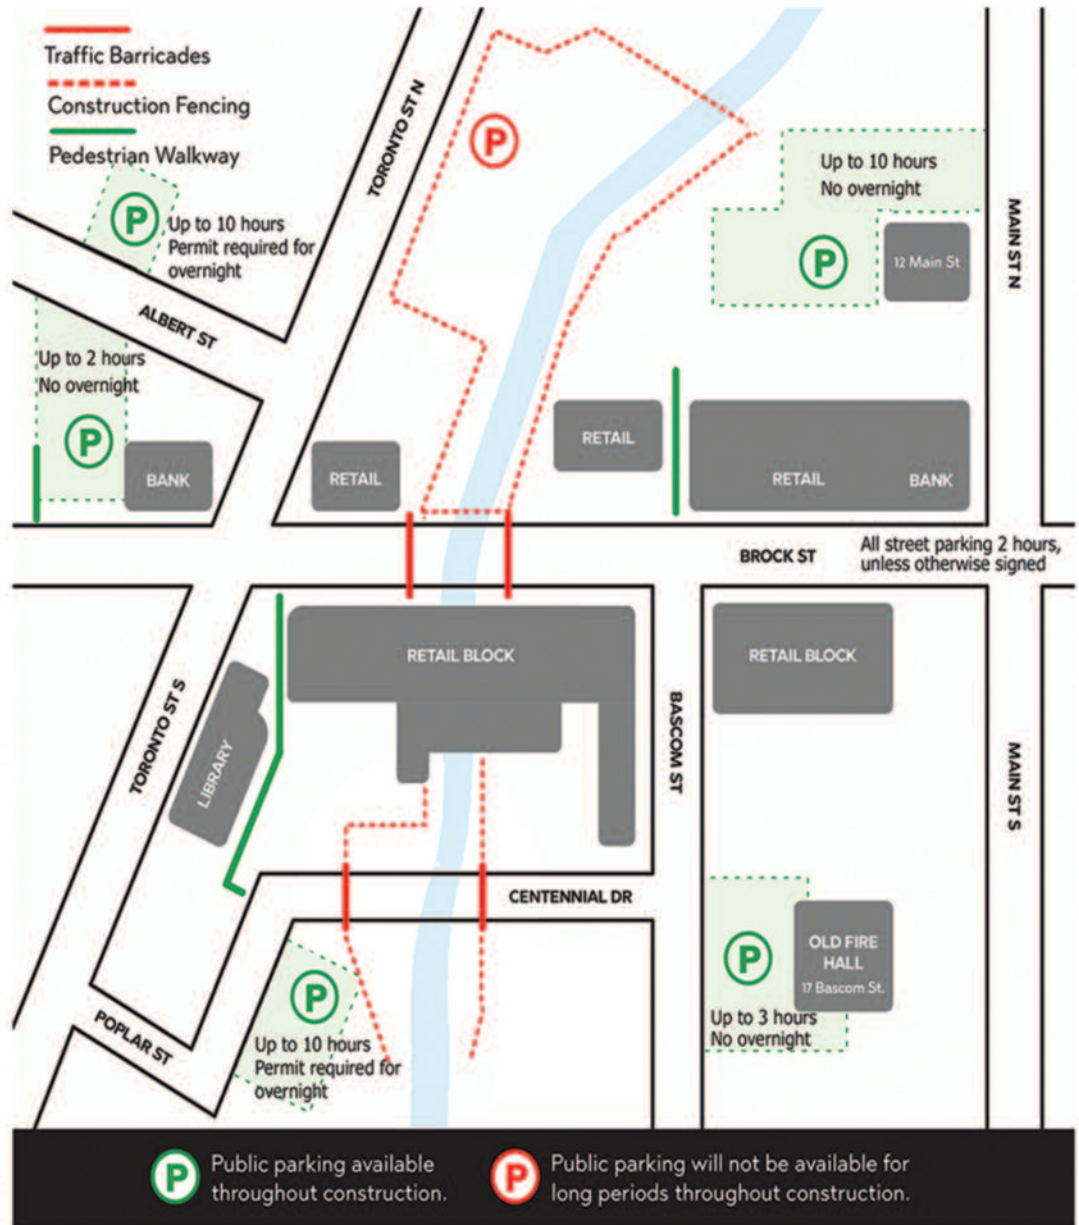 Traffic Barricades
Construction Fencing
Pedestrian Walkway
TORONTO ST N
P
Up to 10 hours
No overnight
P
12 Main St
MAIN ST N
P
Up to 10 hours
Permit required for
overnight
ALBERT ST
Up to 2 hours
No overnight
P
BANK
RETAIL
RETAIL
RETAIL
BANK
BROCK ST
All street parking 2 hours,
unless otherwise signed
RETAIL BLOCK
RETAIL BLOCK
TORONTO ST S
LIBRARY
BASCOM ST
MAIN ST S
CENTENNIAL DR
P
OLD FIRE
HALL
17 Bascom St.
Up to 3 hours
No overnight
POPLAR ST
P
Up to 10 hours
Permit required for
overnight
P
Public parking available
throughout construction.
P
Public parking will not be available for
long periods throughout construction.